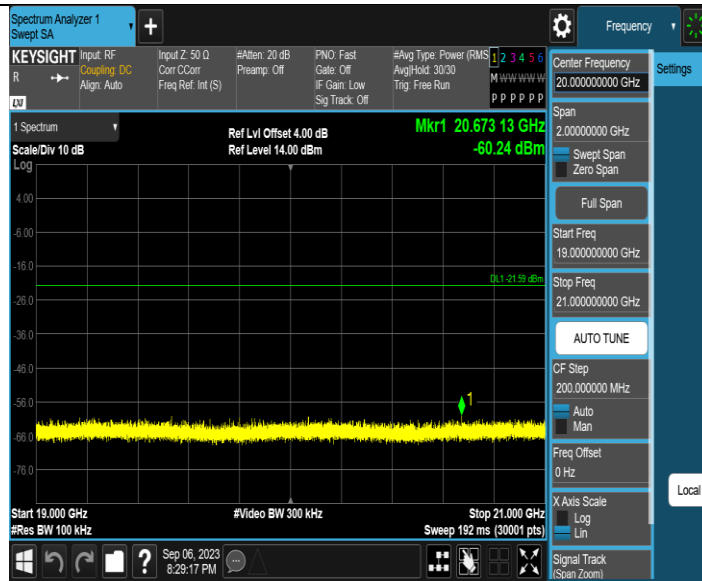 Spectrum Analyzer 1
Swept SA
Frequency
KEYSIGHT
R
LXI
Input: RF
Coupling: DC
Align: Auto
Input Z: 50 Ω
Corr CCorr
Freq Ref: Int (S)
#Atten: 20 dB
Preamp: Off
PNO: Fast
Gate: Off
IF Gain: Low
Sig Track: Off
#Avg Type: Power (RMS
Avg|Hold: 30/30
Trig: Free Run
1 2 3 4 5 6
M W W W W W
P P P P P P
1 Spectrum
Scale/Div 10 dB
Log
Ref Lvl Offset 4.00 dB
Ref Level 14.00 dBm
Mkr1 20.673 13 GHz
-60.24 dBm
4.00
-6.00
-16.0
-26.0
-36.0
-46.0
-56.0
-66.0
-76.0
DL1 -21.59 dBm
1
Start 19.000 GHz
#Res BW 100 kHz
#Video BW 300 kHz
Stop 21.000 GHz
Sweep 192 ms (30001 pts)
Sep 06, 2023
8:29:17 PM
Center Frequency
20.000000000 GHz
Span
2.00000000 GHz
Swept Span
Zero Span
Full Span
Start Freq
19.000000000 GHz
Stop Freq
21.000000000 GHz
AUTO TUNE
CF Step
200.000000 MHz
Auto
Man
Freq Offset
0 Hz
X Axis Scale
Log
Lin
Signal Track
(Span Zoom)
Settings
Local